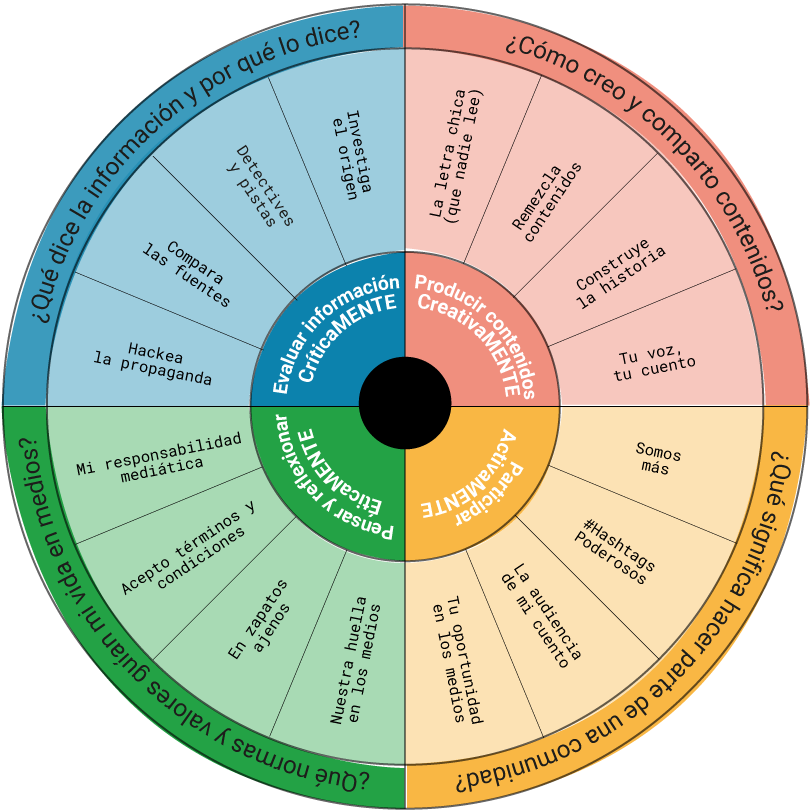 ¿Qué dice la información y por qué lo dice?
Evaluar información
CríticaMENTE
Hackea
la propaganda
Compara
las fuentes
Detectives
y pistas
Investiga
el origen
¿Cómo creo y comparto contenidos?
Producir contenidos
CreativaMENTE
La letra chica
(que nadie lee)
Remezcla
contenidos
Construye
la historia
Tu voz,
tu cuento
¿Qué significa hacer parte de una comunidad?
Participar
ActivaMENTE
Somos
más
#Hashtags
Poderosos
La audiencia
de mi cuento
Tu oportunidad
en los medios
¿Qué normas y valores guían mi vida en medios?
Pensar y reflexionar
ÉticaMENTE
Nuestra huella
en los medios
En zapatos
ajenos
Acepto términos y
condiciones
Mi responsabilidad
mediática